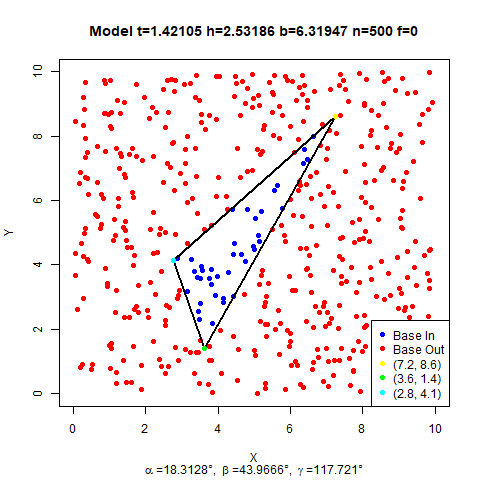 Model t=1.42105 h=2.53186 b=6.31947 n=500 f=0
10
8
6
4
2
0
Y
Base In
Base Out
(7.2, 8.6)
(3.6, 1.4)
(2.8, 4.1)
0 2 4 6 8 10
X
α=18.3128°, β=43.9666°, γ=117.721°